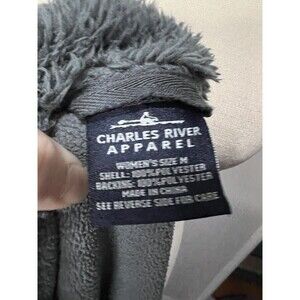 CHARLES RIVER
APPAREL
WOMEN'S SIZE M
SHELL: 100% POLYESTER
BACKING: 100% POLYESTER
MADE IN CHINA
SEE REVERSE SIDE FOR CARE